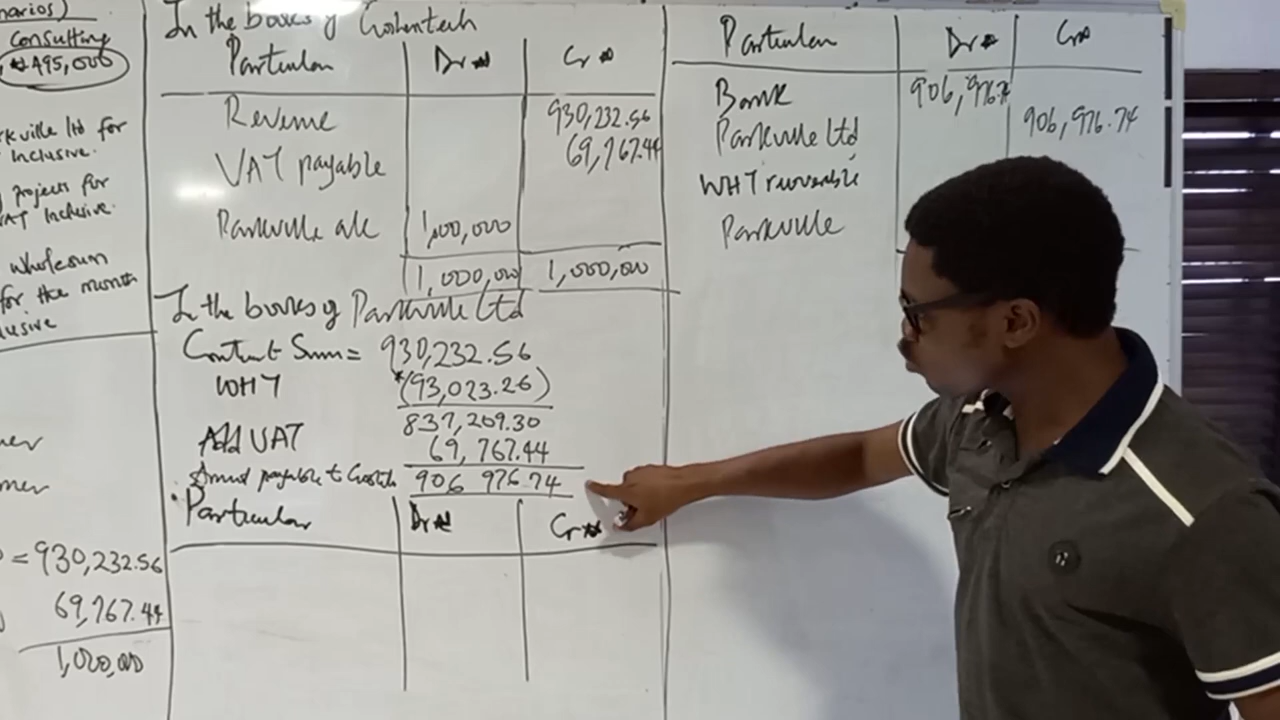 narios)
Consulting
₦495,000
rkville ltd for
Inclusive.
projects for
VAT Inclusive.
wholesum
for the month
lusive
mer
= 930,232.56
69,767.44
1,000,000
In the books of Goshentech
Particulars Dr ₦ Cr ₦
Revenue 930,232.56
VAT payable 69,767.44
Parkville a/c 1,000,000
1,000,000 1,000,000
In the books of Parkville Ltd
Contract Sum = 930,232.56
WHT (93,023.26)
837,209.30
Add VAT 69,767.44
Amount payable to 906 976.74
Particulars Dr ₦ Cr ₦
Particulars Dr ₦ Cr ₦
Bank 906,976.74
Parkville Ltd 906,976.74
WHT receivable
Parkville